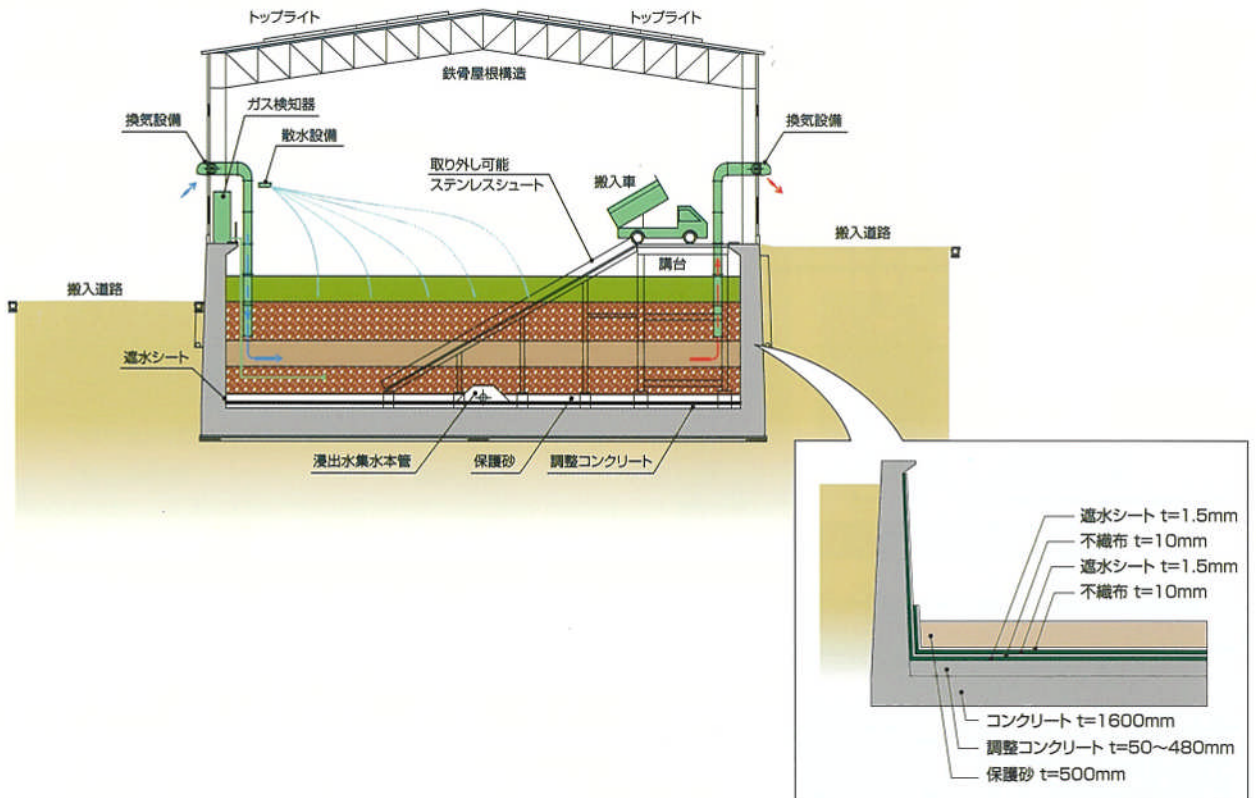 トップライト
トップライト
鉄骨屋根構造
ガス検知器
換気設備
散水設備
換気設備
取り外し可能
ステンレスシュート
搬入車
搬入道路
講台
搬入道路
遮水シート
浸出水集水本管
保護砂
調整コンクリート
遮水シート t=1.5mm
不織布 t=10mm
遮水シート t=1.5mm
不織布 t=10mm
コンクリート t=1600mm
調整コンクリート t=50～480mm
保護砂 t=500mm